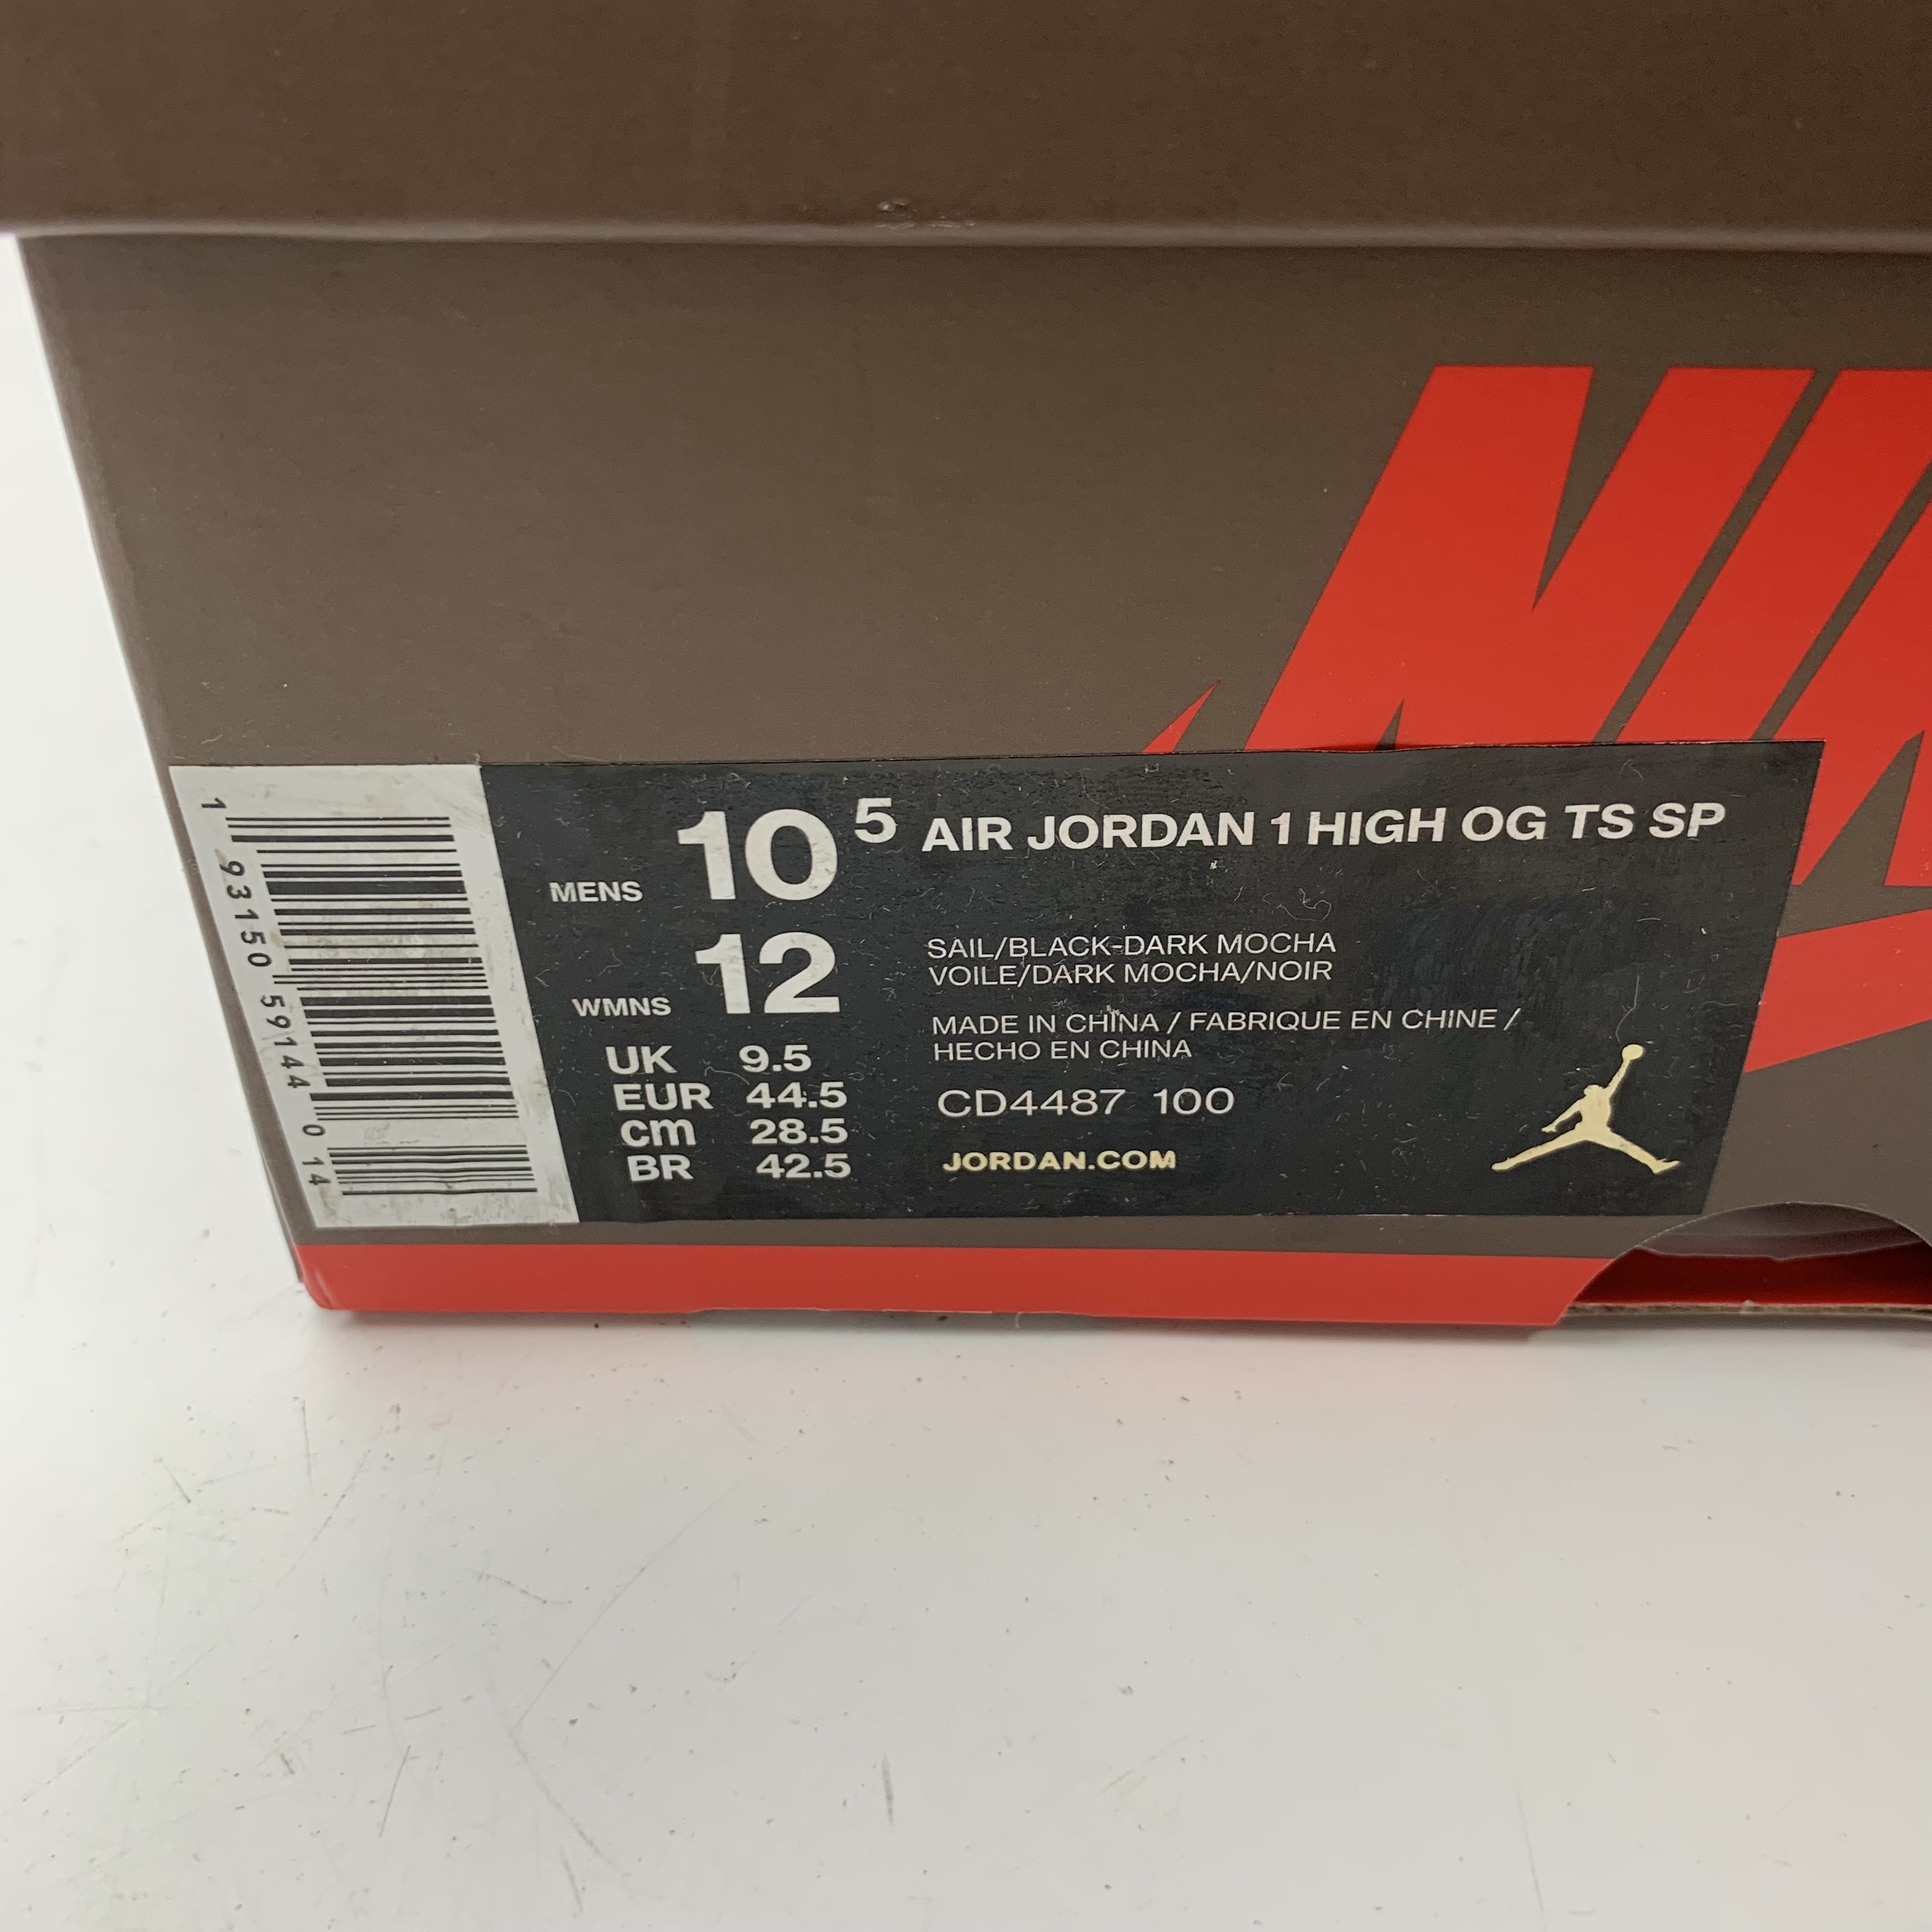 NIK
10 5 AIR JORDAN 1 HIGH OG TS SP
MENS
12
WMNS
SAIL/BLACK-DARK MOCHA
VOILE/DARK MOCHA/NOIR
MADE IN CHINA / FABRIQUE EN CHINE /
HECHO EN CHINA
UK 9.5
EUR 44.5
cm 28.5
BR 42.5
CD4487 100
JORDAN.COM
1 93150 59144 0 14